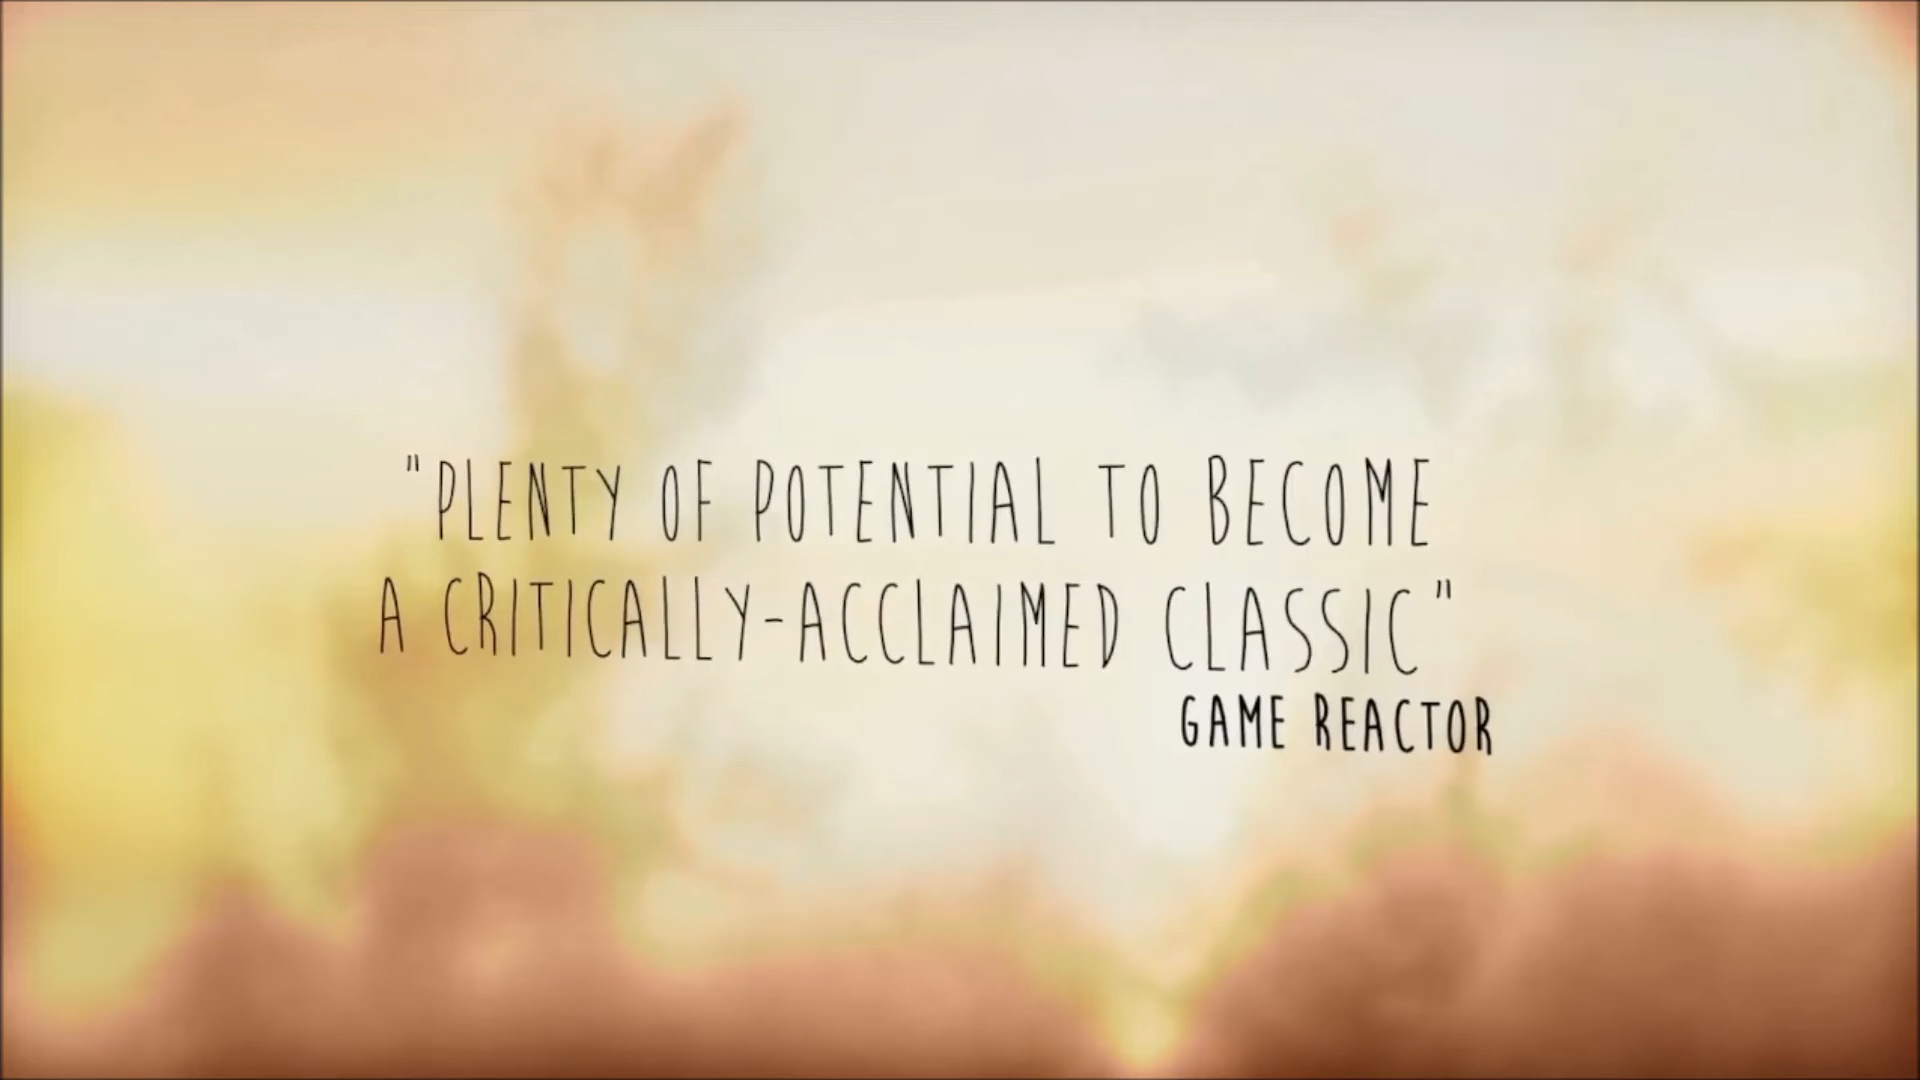 "PLENTY OF POTENTIAL TO BECOME
A CRITICALLY-ACCLAIMED CLASSIC"
GAME REACTOR